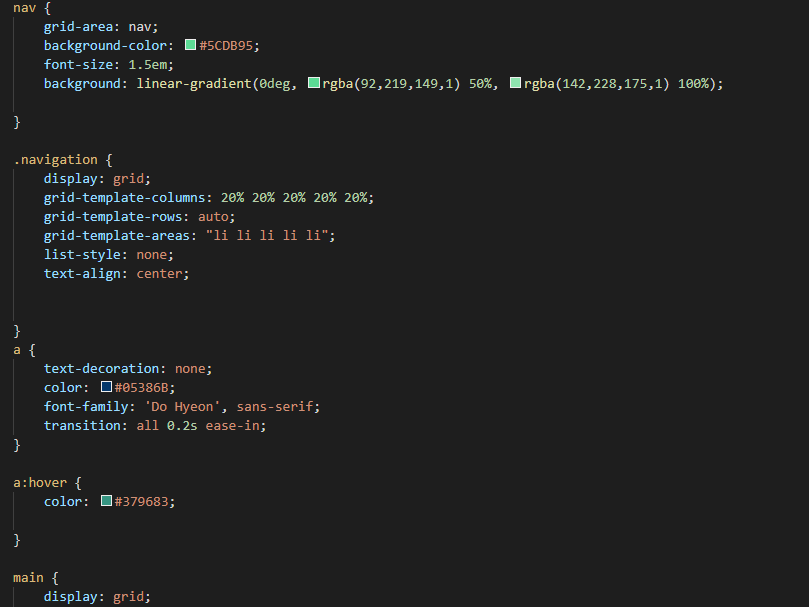 nav {
grid-area: nav;
background-color: #5CDB95;
font-size: 1.5em;
background: linear-gradient(0deg, rgba(92,219,149,1) 50%, rgba(142,228,175,1) 100%);
}
.navigation {
display: grid;
grid-template-columns: 20% 20% 20% 20% 20%;
grid-template-rows: auto;
grid-template-areas: "li li li li li";
list-style: none;
text-align: center;
}
a {
text-decoration: none;
color: #05386B;
font-family: 'Do Hyeon', sans-serif;
transition: all 0.2s ease-in;
}
a:hover {
color: #379683;
}
main {
display: grid;